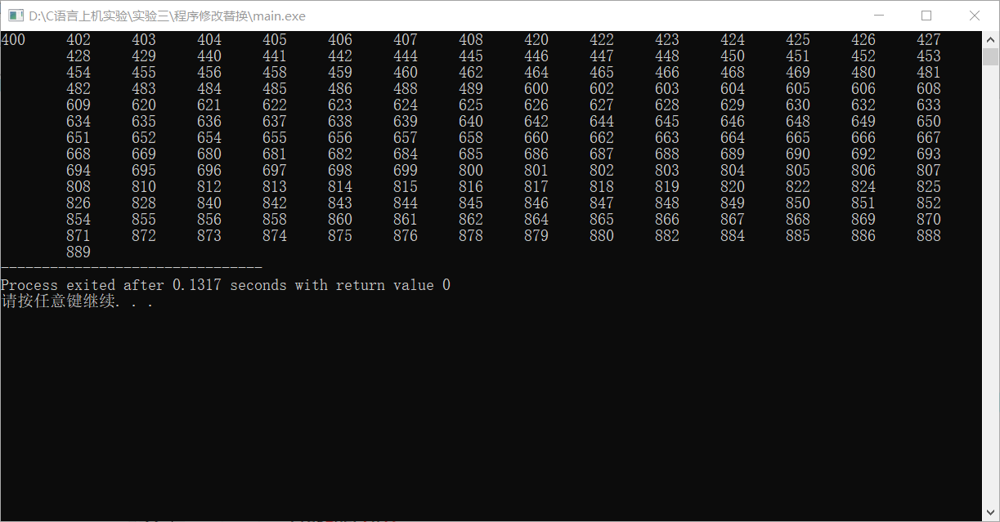 D:\C语言上机实验\实验三\程序修改替换\main.exe
400 402 403 404 405 406 407 408 420 422 423 424 425 426 427
428 429 440 441 442 444 445 446 447 448 450 451 452 453
454 455 456 458 459 460 462 464 465 466 468 469 480 481
482 483 484 485 486 488 489 600 602 603 604 605 606 608
609 620 621 622 623 624 625 626 627 628 629 630 632 633
634 635 636 637 638 639 640 642 644 645 646 648 649 650
651 652 654 655 656 657 658 660 662 663 664 665 666 667
668 669 680 681 682 684 685 686 687 688 689 690 692 693
694 695 696 697 698 699 800 801 802 803 804 805 806 807
808 810 812 813 814 815 816 817 818 819 820 822 824 825
826 828 840 842 843 844 845 846 847 848 849 850 851 852
854 855 856 858 860 861 862 864 865 866 867 868 869 870
871 872 873 874 875 876 878 879 880 882 884 885 886 888
889
--------------------------------
Process exited after 0.1317 seconds with return value 0
请按任意键继续. . .